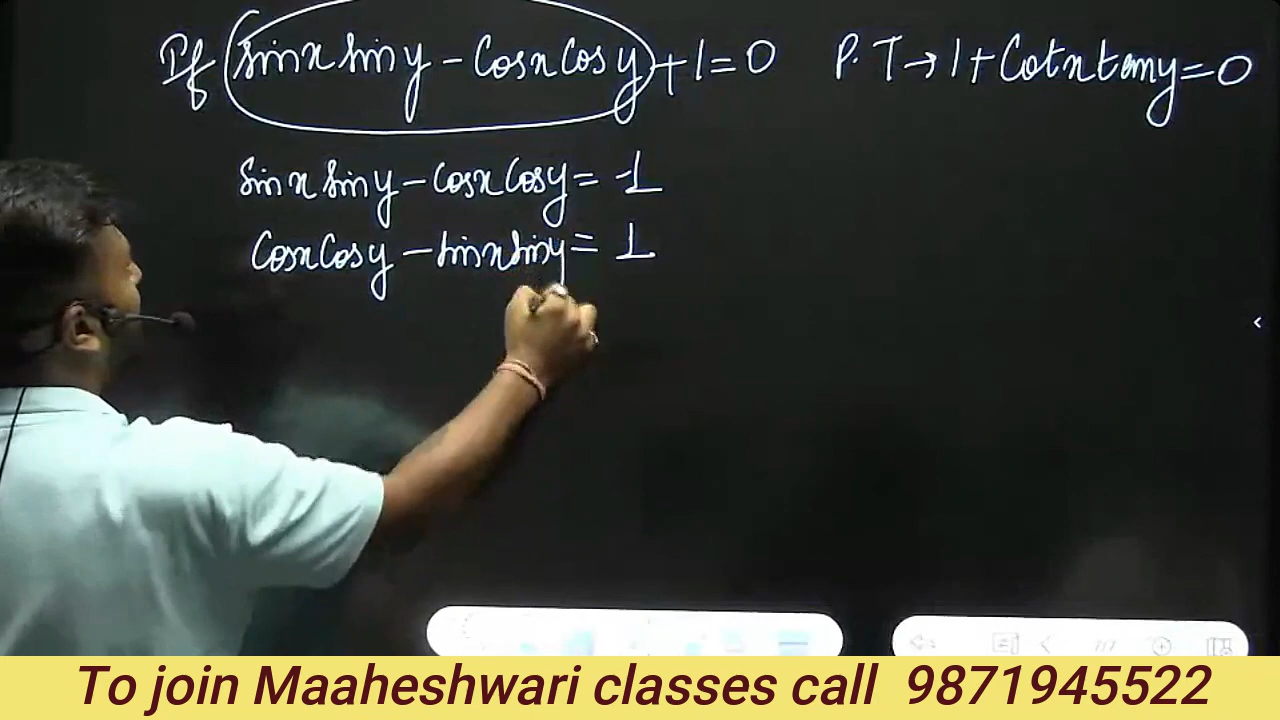 If (sinx siny - Cosx Cosy) + 1 = 0 P.T → 1 + Cotx tany = 0
Sinx Siny - Cosx Cosy = -1
Cosx Cosy - Sinx Siny = 1
To join Maaheshwari classes call 9871945522